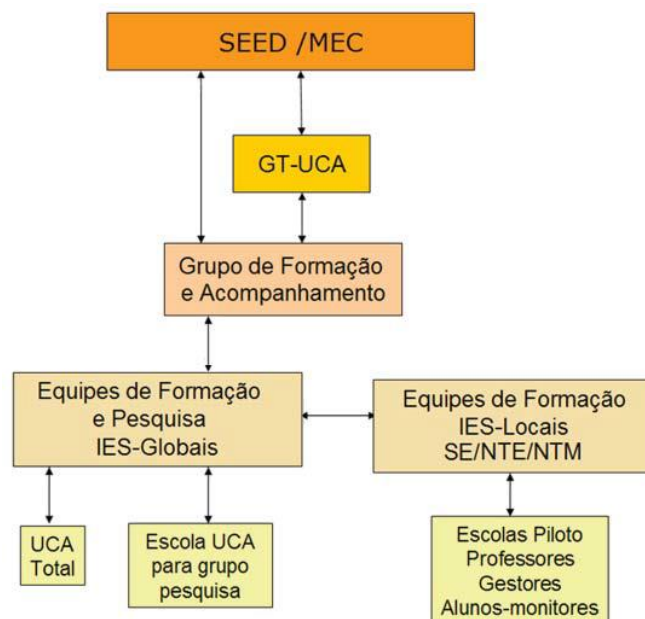 SEED /MEC
GT-UCA
Grupo de Formação
e Acompanhamento
Equipes de Formação
e Pesquisa
IES-Globais
Equipes de Formação
IES-Locais
SE/NTE/NTM
UCA
Total
Escola UCA
para grupo
pesquisa
Escolas Piloto
Professores
Gestores
Alunos-monitores